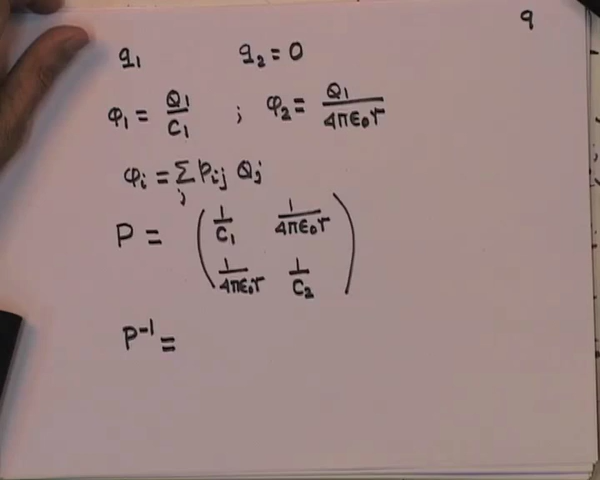 9
q₁ q₂ = 0
φ₁ = Q₁/C₁ ; φ₂ = Q₁/4πε₀r
φᵢ = Σⱼ pᵢⱼ Qⱼ
P = ( 1/C₁ 1/4πε₀r
1/4πε₀r 1/C₂ )
P⁻¹ =